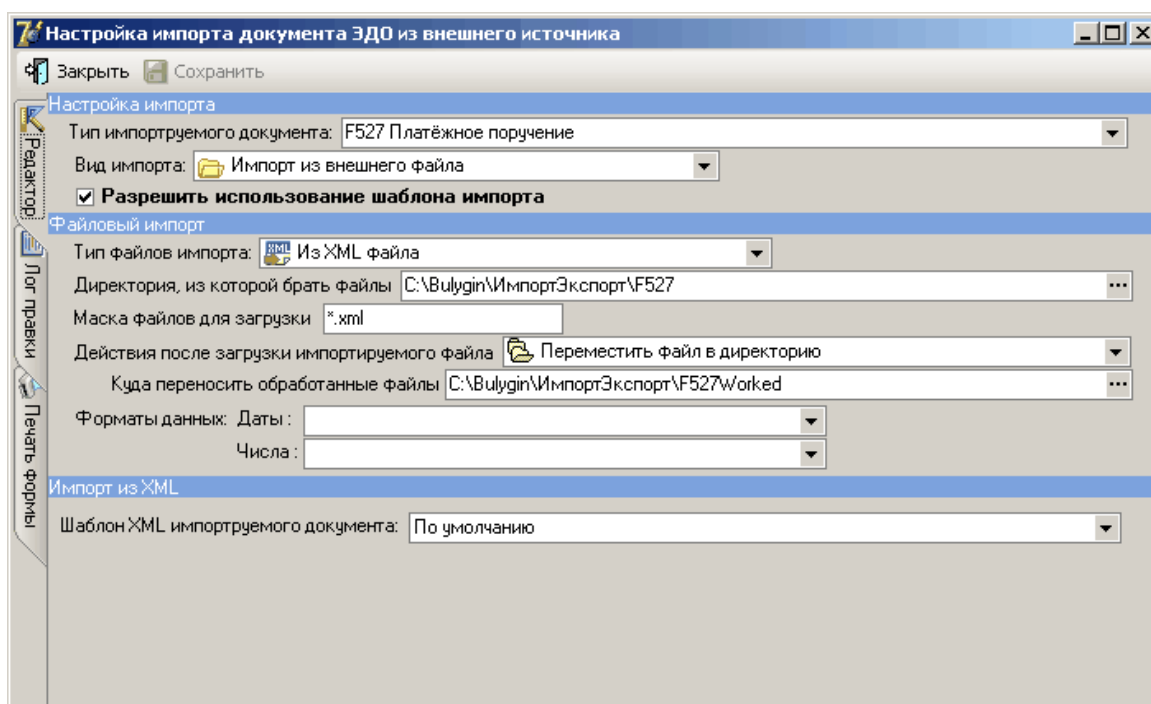 Настройка импорта документа ЭДО из внешнего источника
Закрыть Сохранить
Настройка импорта
Тип импортруемого документа: F527 Платёжное поручение
Вид импорта: Импорт из внешнего файла
Разрешить использование шаблона импорта
Файловый импорт
Тип файлов импорта: XML Из XML файла
Директория, из которой брать файлы C:\Bulygin\ИмпортЭкспорт\F527 ...
Маска файлов для загрузки *.xml
Действия после загрузки импортируемого файла Переместить файл в директорию
Куда переносить обработанные файлы C:\Bulygin\ИмпортЭкспорт\F527Worked ...
Форматы данных: Даты :
Числа :
Импорт из XML
Шаблон XML импортруемого документа: По умолчанию
Редактор
Лог правки
Печать формы